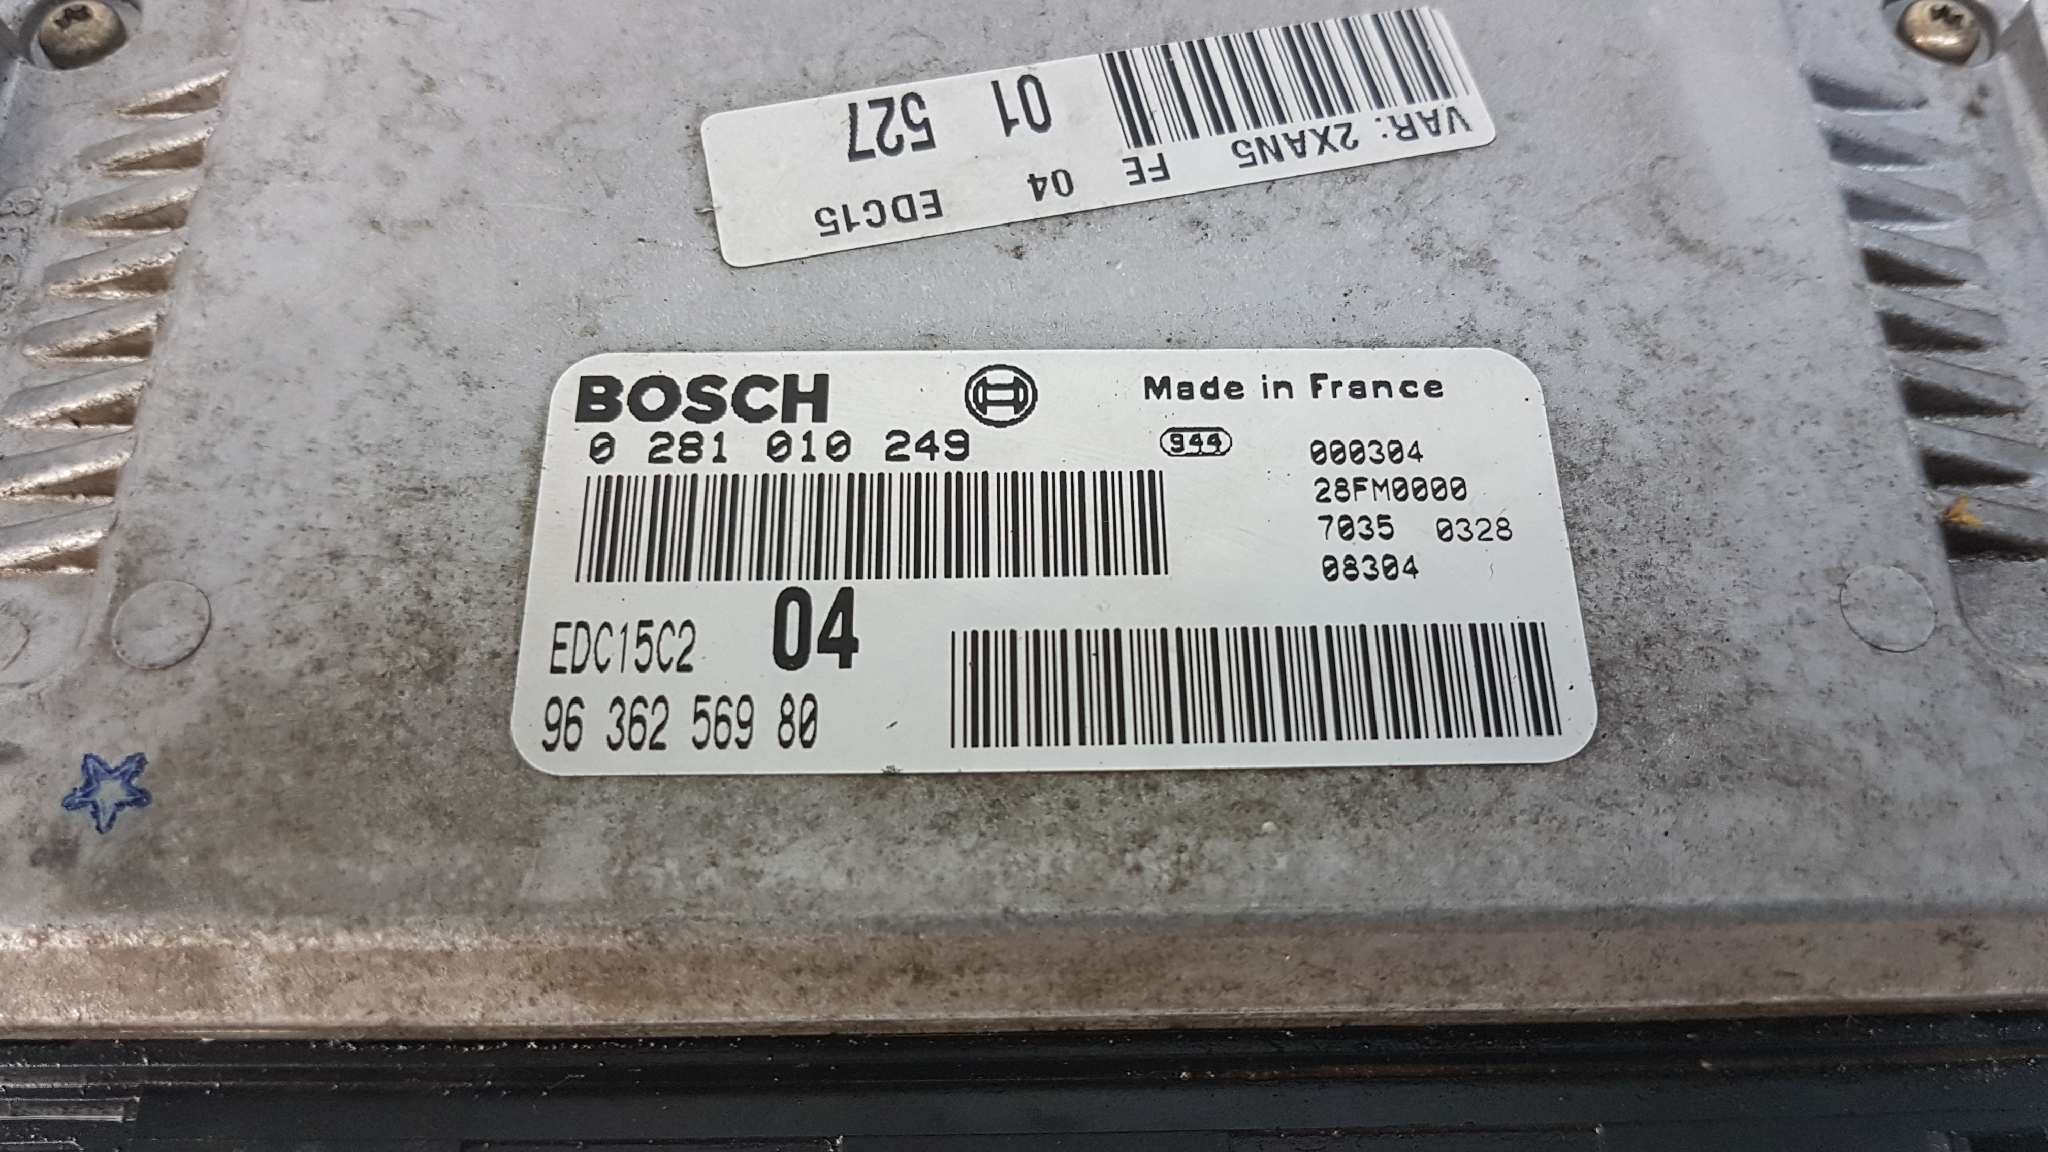 VAR: 2XAN5 FE 04 EDC15
01 527
BOSCH
Made in France
0 281 010 249
944
000304
28FM0000
7035 0328
08304
EDC15C2 04
96 362 569 80